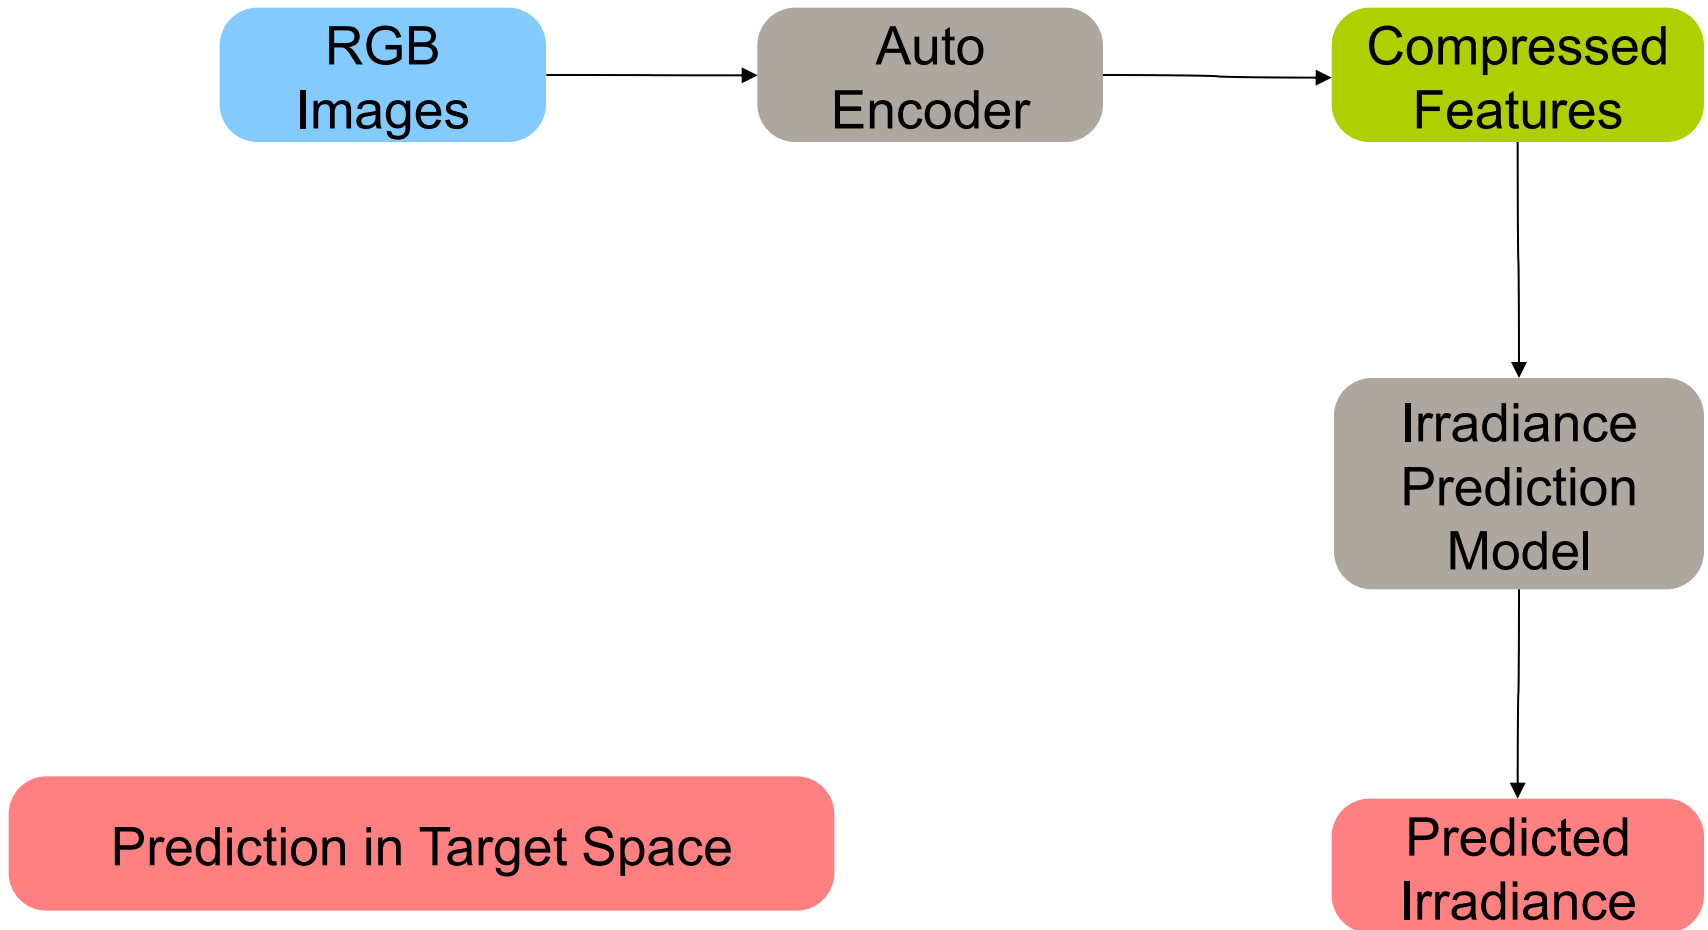 RGB
Images
Auto
Encoder
Compressed
Features
Irradiance
Prediction
Model
Prediction in Target Space
Predicted
Irradiance